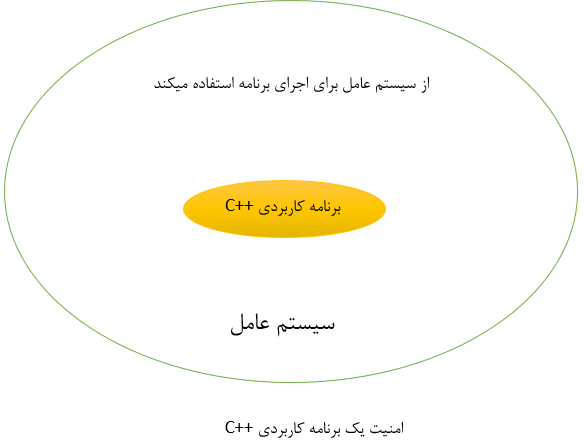 از سیستم عامل برای اجرای برنامه استفاده میکند
برنامه کاربردی C++
سیستم عامل
امنیت یک برنامه کاربردی C++